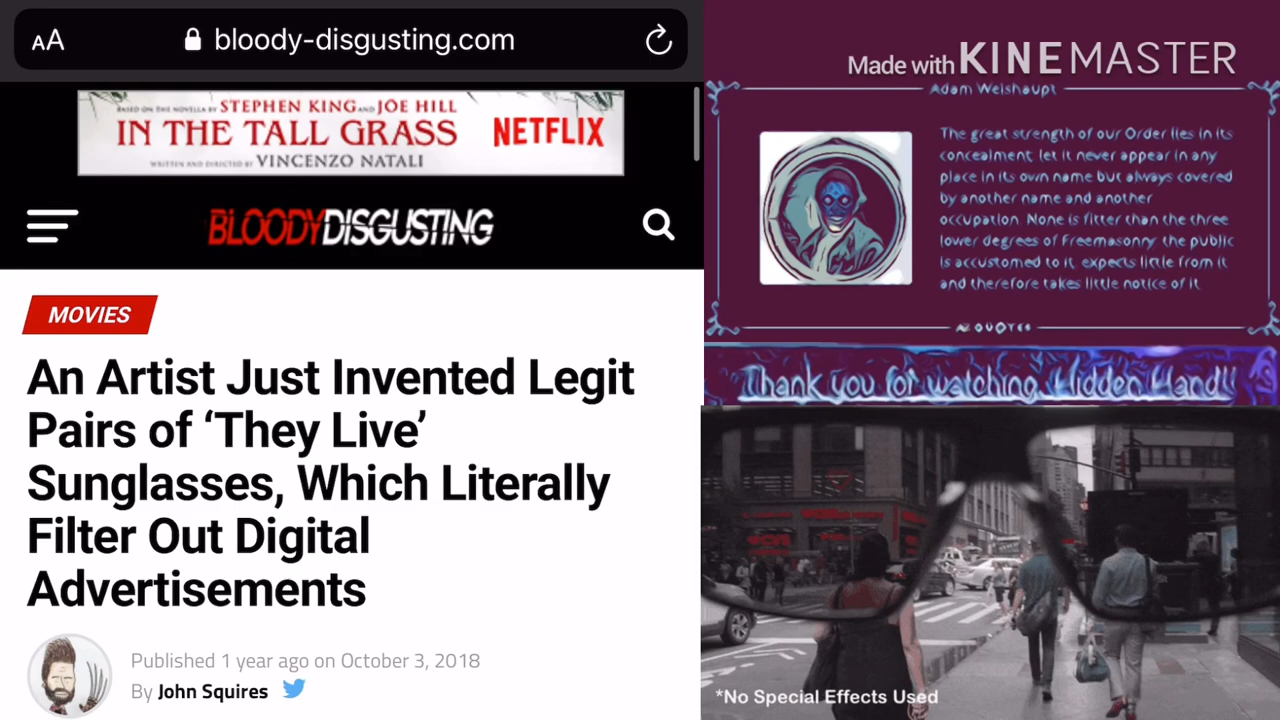 AA
bloody-disgusting.com
BASED ON THE NOVELLA BY STEPHEN KING AND JOE HILL
IN THE TALL GRASS
NETFLIX
WRITTEN AND DIRECTED BY VINCENZO NATALI
BLOODYDISGUSTING
MOVIES
An Artist Just Invented Legit
Pairs of ‘They Live’
Sunglasses, Which Literally
Filter Out Digital
Advertisements
Published 1 year ago on October 3, 2018
By John Squires
Made with KINEMASTER
Adam Weishaupt
The great strength of our Order lies in its
concealment let it never appear in any
place in its own name but always covered
by another name and another
occupation. None is fitter than the three
lower degrees of Freemasonry the public
is accustomed to it, expects little from it
and therefore takes little notice of it
AZ QUOTES
Thank you for watching, Hidden Hand!!
*No Special Effects Used